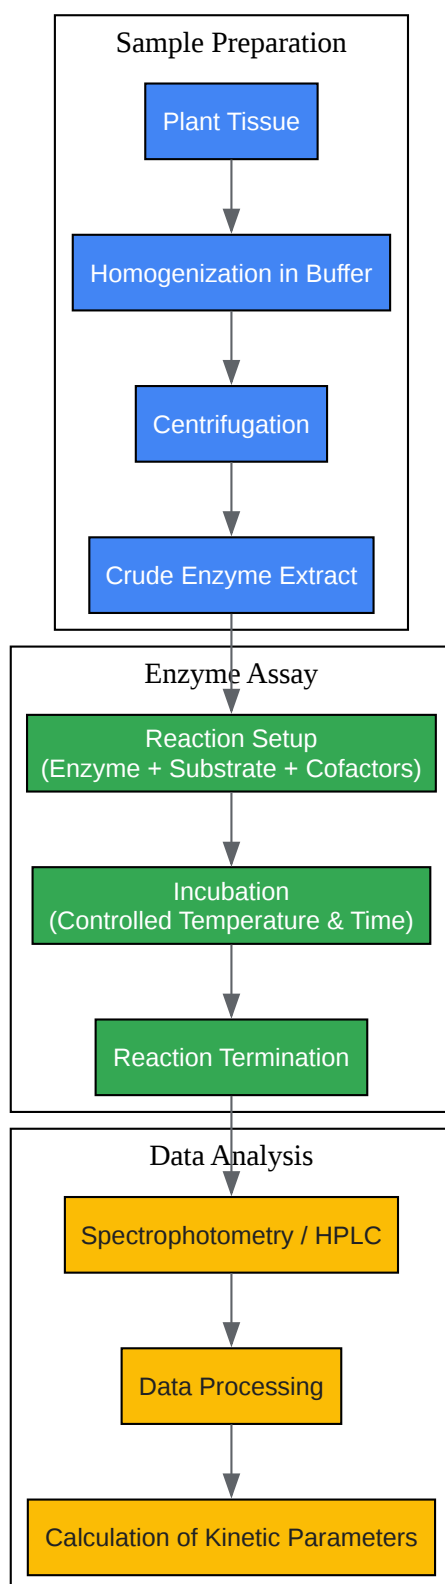 Sample Preparation
Plant Tissue
Homogenization in Buffer
Centrifugation
Crude Enzyme Extract
Enzyme Assay
Reaction Setup
(Enzyme + Substrate + Cofactors)
Incubation
(Controlled Temperature & Time)
Reaction Termination
Data Analysis
Spectrophotometry / HPLC
Data Processing
Calculation of Kinetic Parameters